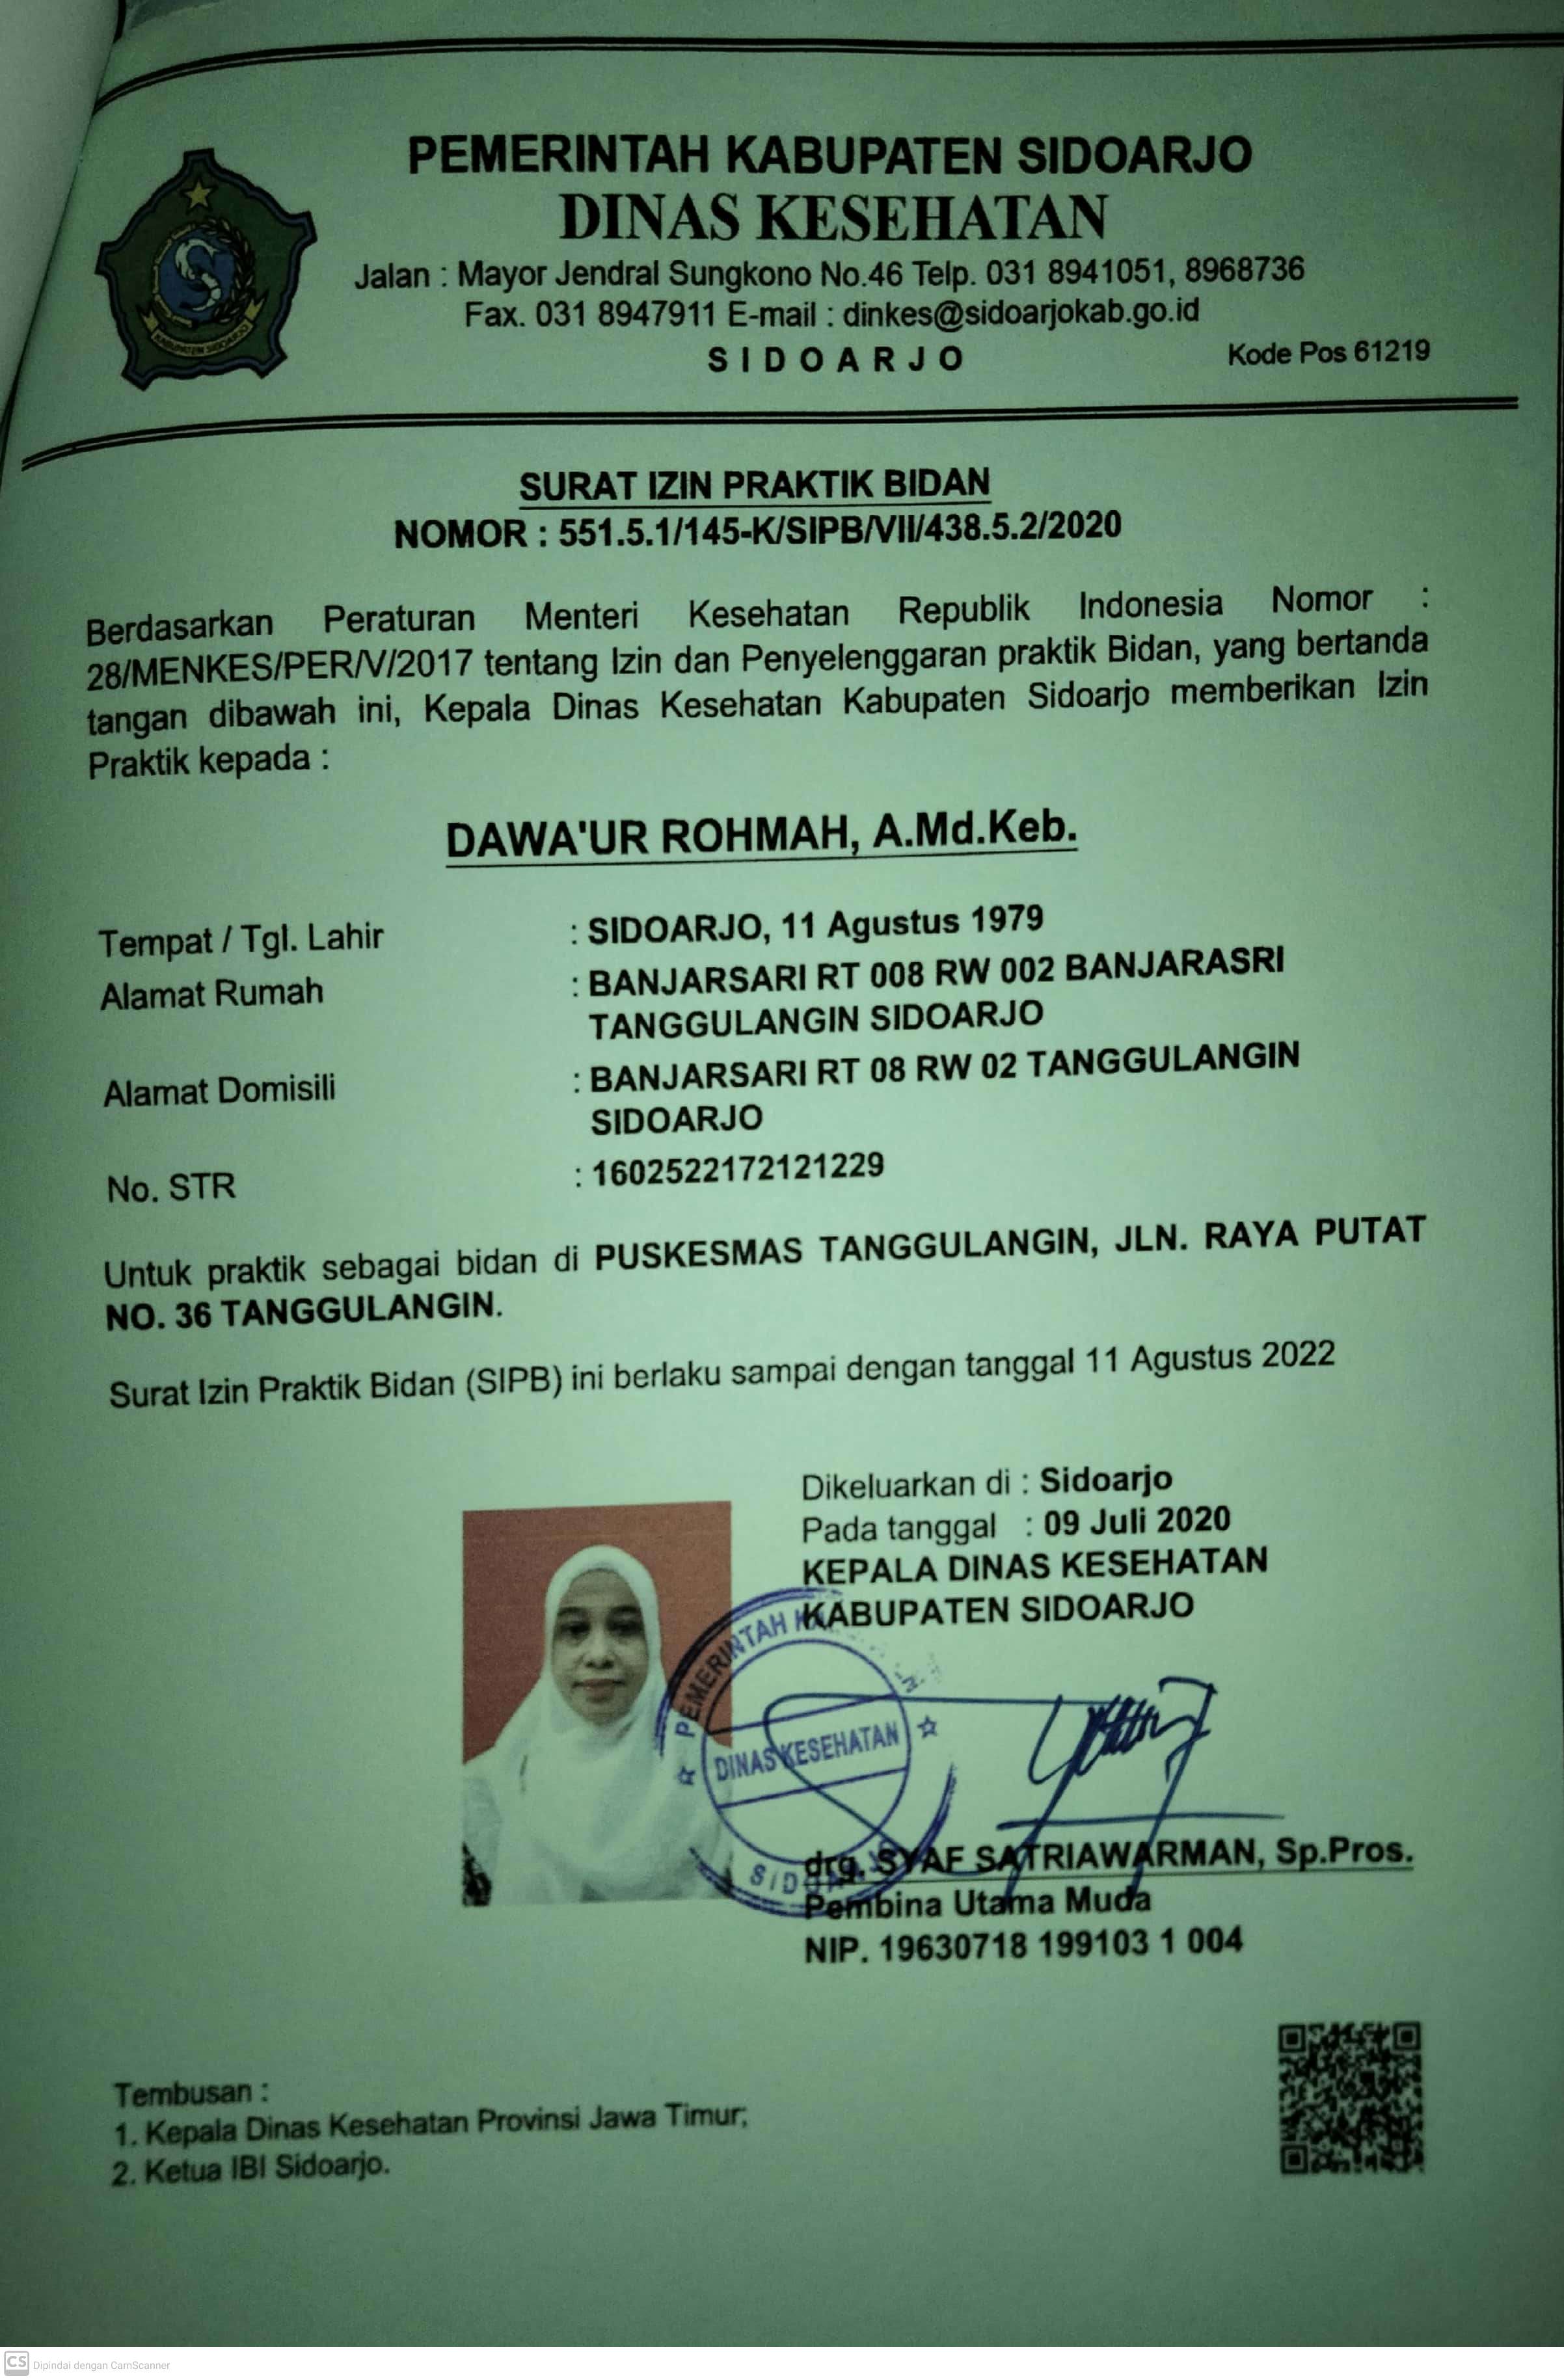 PEMERINTAH KABUPATEN SIDOARJO
DINAS KESEHATAN
Jalan : Mayor Jendral Sungkono No.46 Telp. 031 8941051, 8968736
Fax. 031 8947911 E-mail : dinkes@sidoarjokab.go.id
SIDOARJO
Kode Pos 61219
KABUPATEN SIDOARJO
SURAT IZIN PRAKTIK BIDAN
NOMOR : 551.5.1/145-K/SIPB/VII/438.5.2/2020
Berdasarkan Peraturan Menteri Kesehatan Republik Indonesia Nomor :
28/MENKES/PER/V/2017 tentang Izin dan Penyelenggaran praktik Bidan, yang bertanda
tangan dibawah ini, Kepala Dinas Kesehatan Kabupaten Sidoarjo memberikan Izin
Praktik kepada :
DAWA'UR ROHMAH, A.Md.Keb.
Tempat / Tgl. Lahir : SIDOARJO, 11 Agustus 1979
Alamat Rumah : BANJARSARI RT 008 RW 002 BANJARASRI
TANGGULANGIN SIDOARJO
Alamat Domisili : BANJARSARI RT 08 RW 02 TANGGULANGIN
SIDOARJO
No. STR : 1602522172121229
Untuk praktik sebagai bidan di PUSKESMAS TANGGULANGIN, JLN. RAYA PUTAT
NO. 36 TANGGULANGIN.
Surat Izin Praktik Bidan (SIPB) ini berlaku sampai dengan tanggal 11 Agustus 2022
Dikeluarkan di : Sidoarjo
Pada tanggal : 09 Juli 2020
KEPALA DINAS KESEHATAN
KABUPATEN SIDOARJO
PEMERINTAH
DINAS KESEHATAN
drg. SYAF SATRIAWARMAN, Sp.Pros.
Pembina Utama Muda
NIP. 19630718 199103 1 004
Tembusan :
1. Kepala Dinas Kesehatan Provinsi Jawa Timur;
2. Ketua IBI Sidoarjo.
CS Dipindai dengan CamScanner